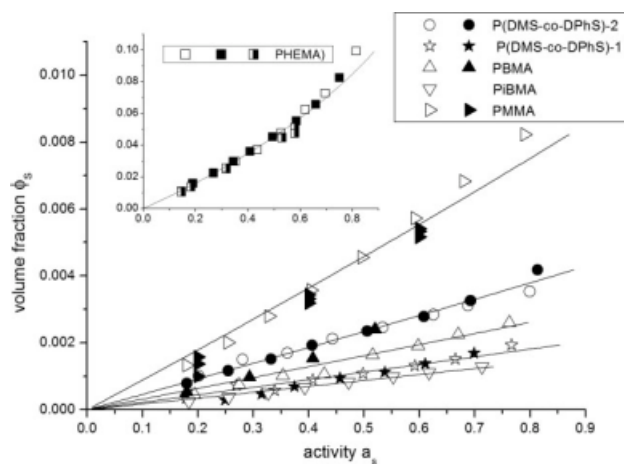 P(DMS-co-DPhS)-2
P(DMS-co-DPhS)-1
PBMA
PiBMA
PMMA
PHEMA)
0.10
0.08
0.06
0.04
0.02
0.00
0.0 0.2 0.4 0.6 0.8
0.010
0.008
0.006
0.004
0.002
0.000
volume fraction ϕs
0.0 0.1 0.2 0.3 0.4 0.5 0.6 0.7 0.8 0.9
activity as